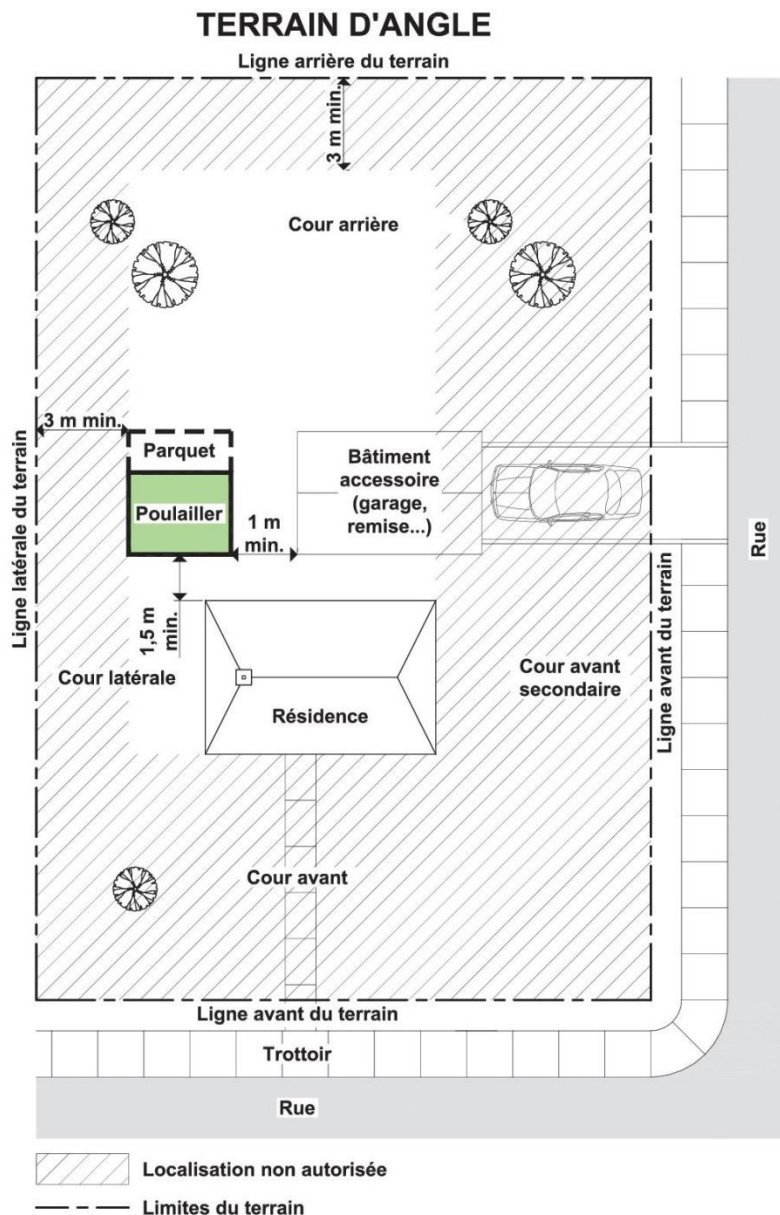 TERRAIN D'ANGLE
Ligne arrière du terrain
3 m min.
Cour arrière
3 m min.
Parquet
Poulailler
1 m
min.
Bâtiment
accessoire
(garage,
remise...)
Rue
Ligne latérale du terrain
1,5 m
min.
Cour latérale
Résidence
Cour avant
secondaire
Ligne avant du terrain
Cour avant
Ligne avant du terrain
Trottoir
Rue
Localisation non autorisée
Limites du terrain